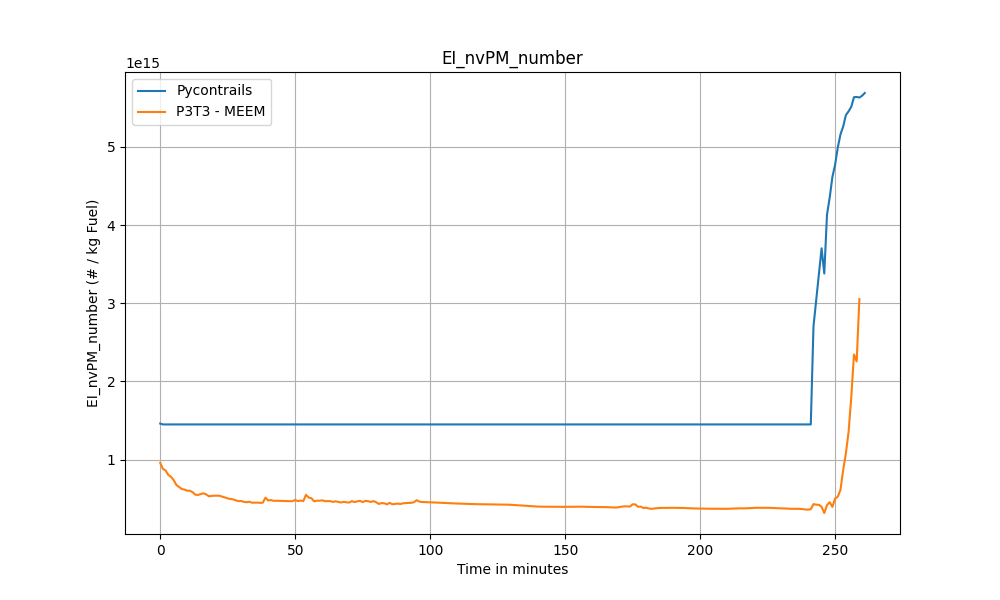 EI_nvPM_number
1e15
Pycontrails
P3T3 - MEEM
EI_nvPM_number (# / kg Fuel)
5
4
3
2
1
0 50 100 150 200 250
Time in minutes